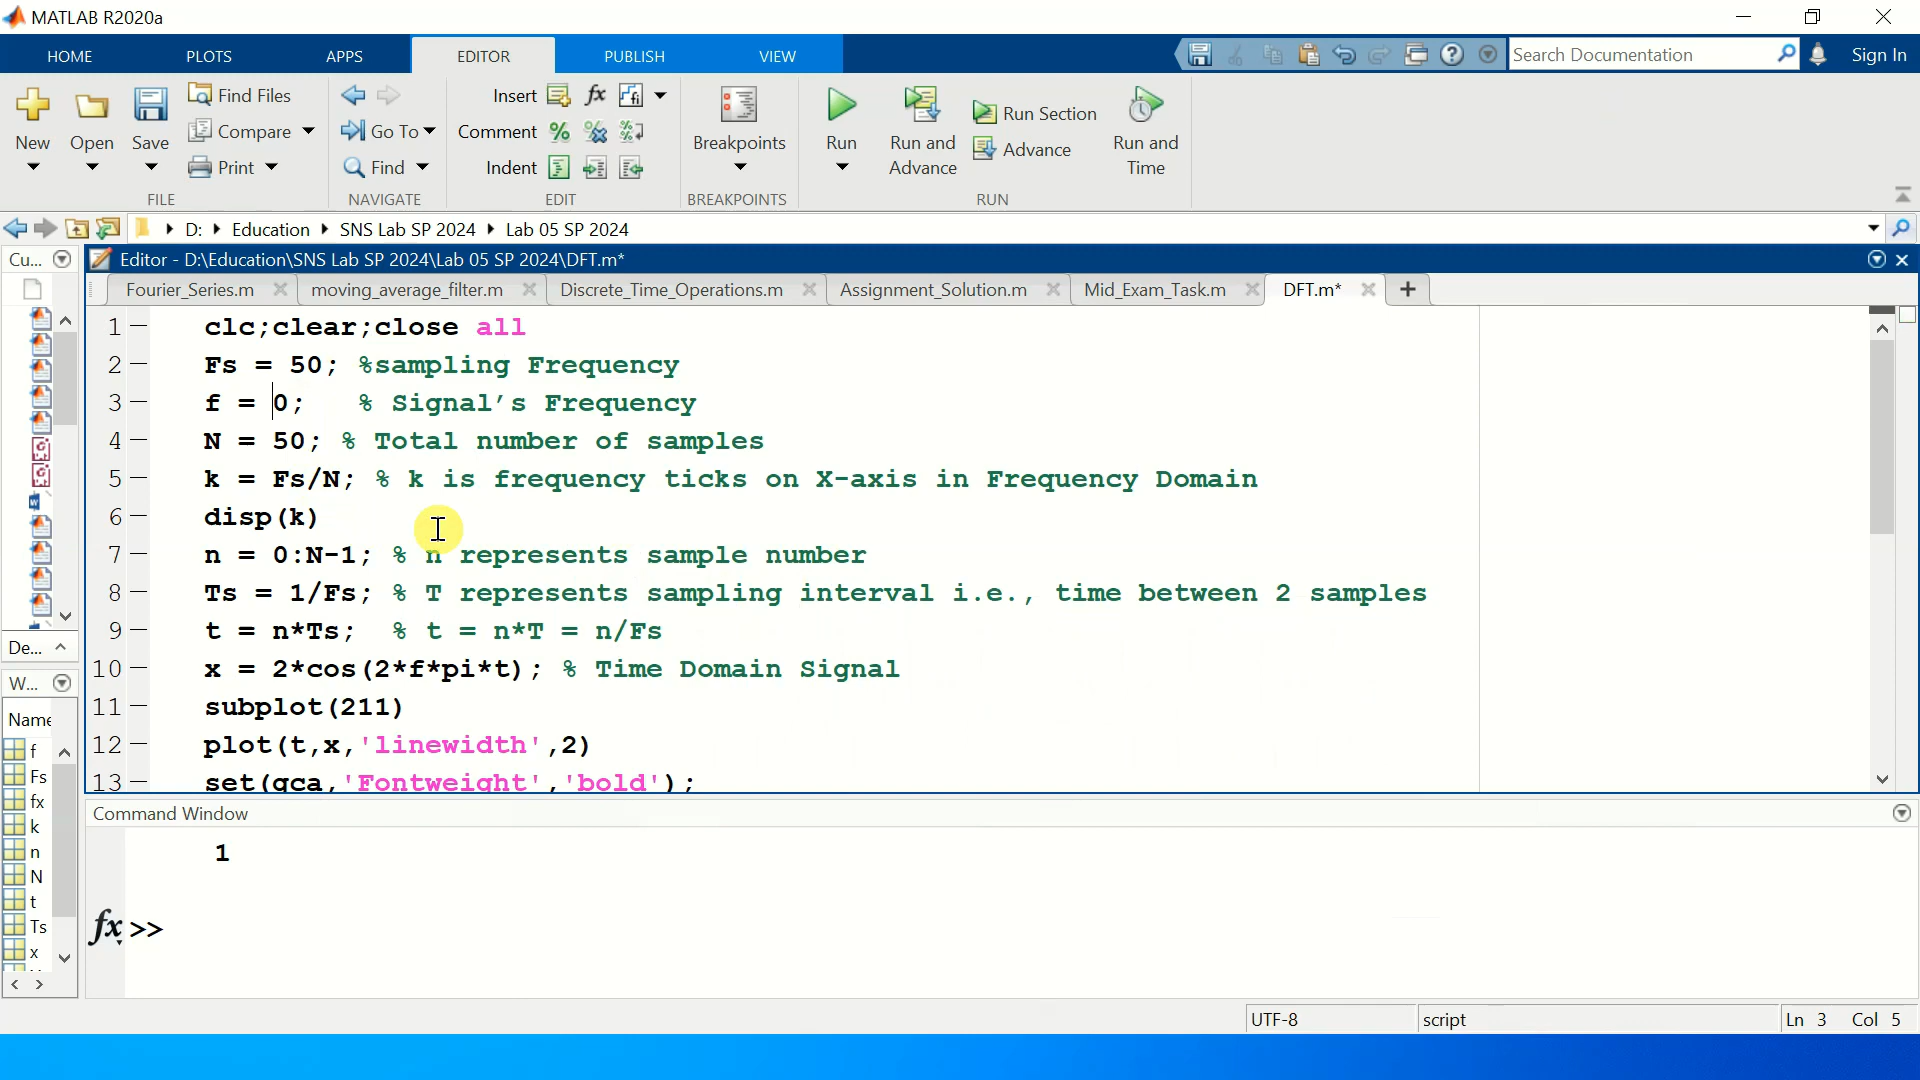 MATLAB R2020a
HOME PLOTS APPS EDITOR PUBLISH VIEW Search Documentation Sign In
New Open Save Find Files Compare Print
Go To Find
Insert fx
Comment
Indent
Breakpoints
Run Run and Advance Run Section Advance Run and Time
FILE NAVIGATE EDIT BREAKPOINTS RUN
D: Education SNS Lab SP 2024 Lab 05 SP 2024
Cu...
Editor - D:\Education\SNS Lab SP 2024\Lab 05 SP 2024\DFT.m*
Fourier_Series.m moving_average_filter.m Discrete_Time_Operations.m Assignment_Solution.m Mid_Exam_Task.m DFT.m* +
1 – clc;clear;close all
2 – Fs = 50; %sampling Frequency
3 – f = 0; % Signal's Frequency
4 – N = 50; % Total number of samples
5 – k = Fs/N; % k is frequency ticks on X-axis in Frequency Domain
6 – disp(k)
7 – n = 0:N-1; % n represents sample number
8 – Ts = 1/Fs; % T represents sampling interval i.e., time between 2 samples
9 – t = n*Ts; % t = n*T = n/Fs
10 – x = 2*cos(2*f*pi*t); % Time Domain Signal
11 – subplot(211)
12 – plot(t,x,'linewidth',2)
13 – set(gca,'Fontweight','bold');
De...
W...
Name
f
Fs
fx
k
n
N
t
Ts
x
Command Window
1
fx >>
UTF-8 script Ln 3 Col 5